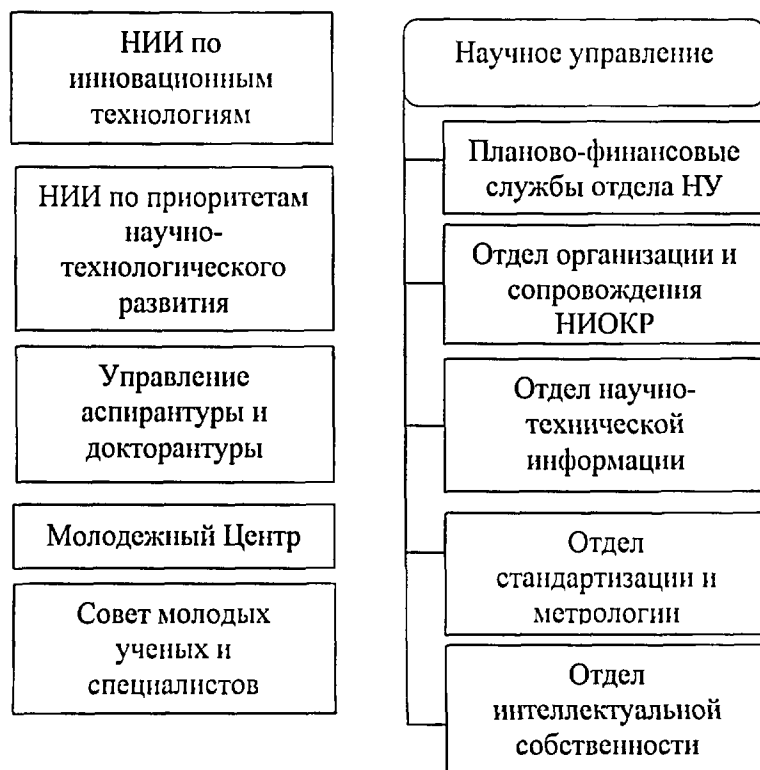 НИИ по
инновационным
технологиям
НИИ по приоритетам
научно-
технологического
развития
Управление
аспирантуры и
докторантуры
Молодежный Центр
Совет молодых
ученых и
специалистов
Научное управление
Планово-финансовые
службы отдела НУ
Отдел организации и
сопровождения
НИОКР
Отдел научно-
технической
информации
Отдел
стандартизации и
метрологии
Отдел
интеллектуальной
собственности